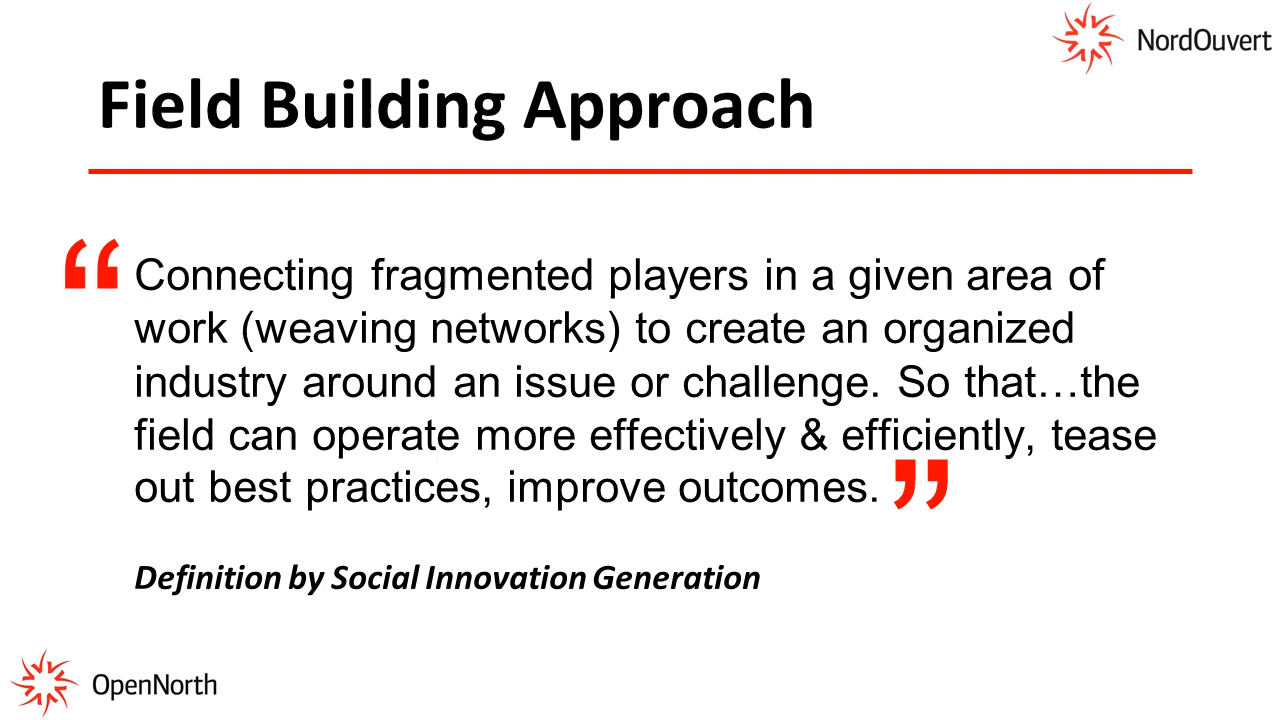 NordOuvert
Field Building Approach
“Connecting fragmented players in a given area of
work (weaving networks) to create an organized
industry around an issue or challenge. So that…the
field can operate more effectively & efficiently, tease
out best practices, improve outcomes.”
Definition by Social Innovation Generation
OpenNorth